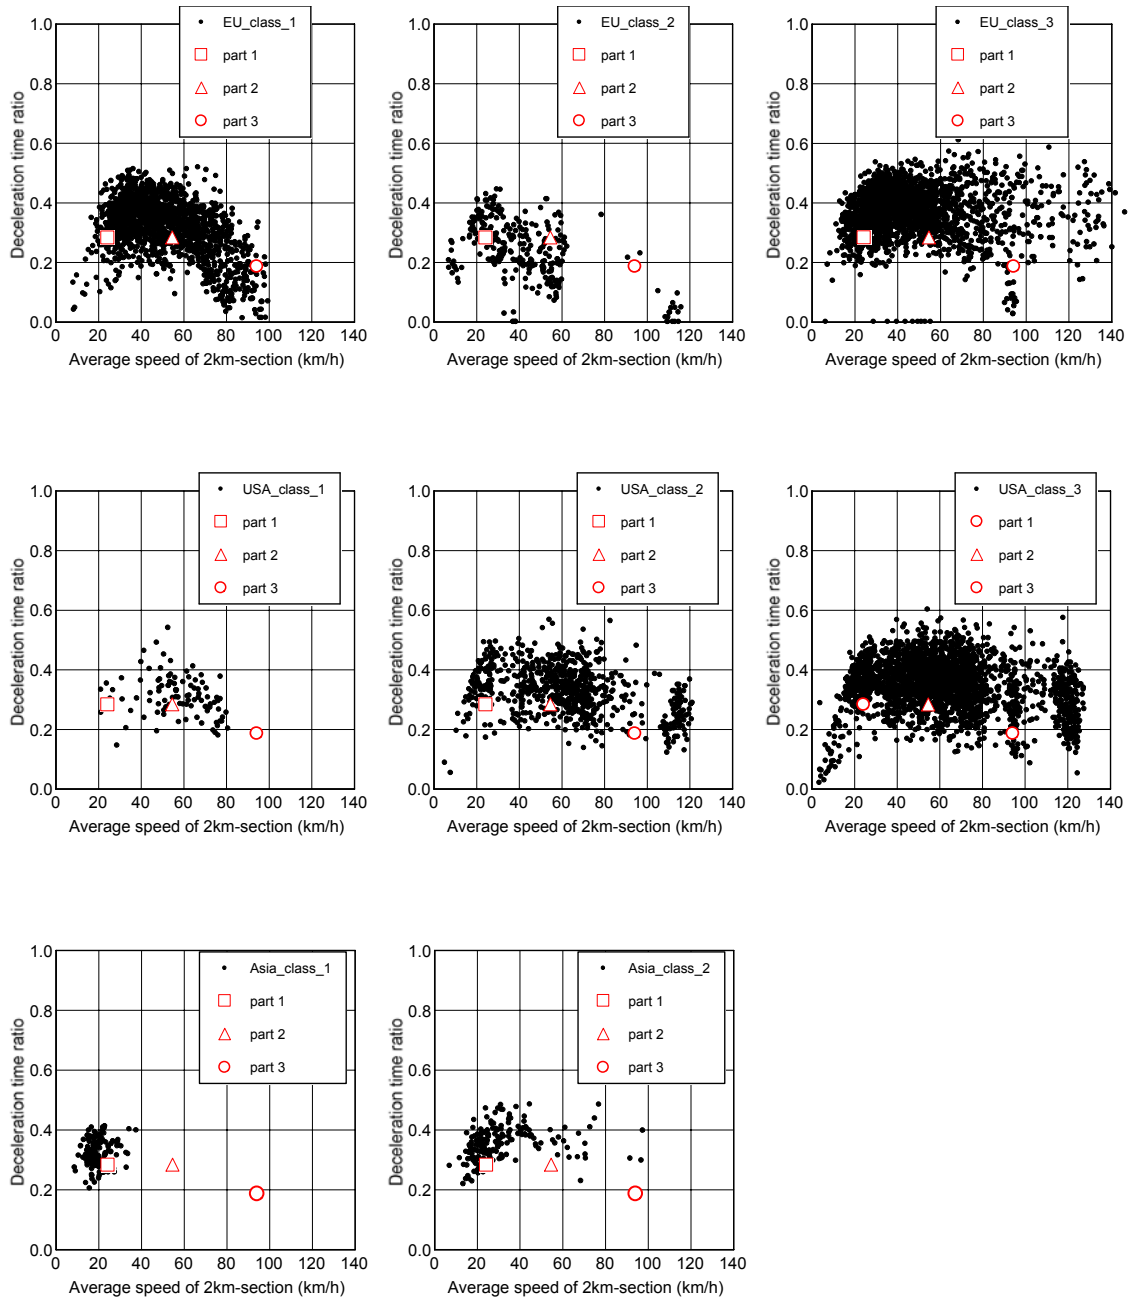 EU_class_1
part 1
part 2
part 3
1.0
0.8
0.6
0.4
0.2
0.0
Deceleration time ratio
0 20 40 60 80 100 120 140
Average speed of 2km-section (km/h)
EU_class_2
part 1
part 2
part 3
1.0
0.8
0.6
0.4
0.2
0.0
Deceleration time ratio
0 20 40 60 80 100 120 140
Average speed of 2km-section (km/h)
EU_class_3
part 1
part 2
part 3
1.0
0.8
0.6
0.4
0.2
0.0
Deceleration time ratio
0 20 40 60 80 100 120 140
Average speed of 2km-section (km/h)
USA_class_1
part 1
part 2
part 3
1.0
0.8
0.6
0.4
0.2
0.0
Deceleration time ratio
0 20 40 60 80 100 120 140
Average speed of 2km-section (km/h)
USA_class_2
part 1
part 2
part 3
1.0
0.8
0.6
0.4
0.2
0.0
Deceleration time ratio
0 20 40 60 80 100 120 140
Average speed of 2km-section (km/h)
USA_class_3
part 1
part 2
part 3
1.0
0.8
0.6
0.4
0.2
0.0
Deceleration time ratio
0 20 40 60 80 100 120 140
Average speed of 2km-section (km/h)
Asia_class_1
part 1
part 2
part 3
1.0
0.8
0.6
0.4
0.2
0.0
Deceleration time ratio
0 20 40 60 80 100 120 140
Average speed of 2km-section (km/h)
Asia_class_2
part 1
part 2
part 3
1.0
0.8
0.6
0.4
0.2
0.0
Deceleration time ratio
0 20 40 60 80 100 120 140
Average speed of 2km-section (km/h)